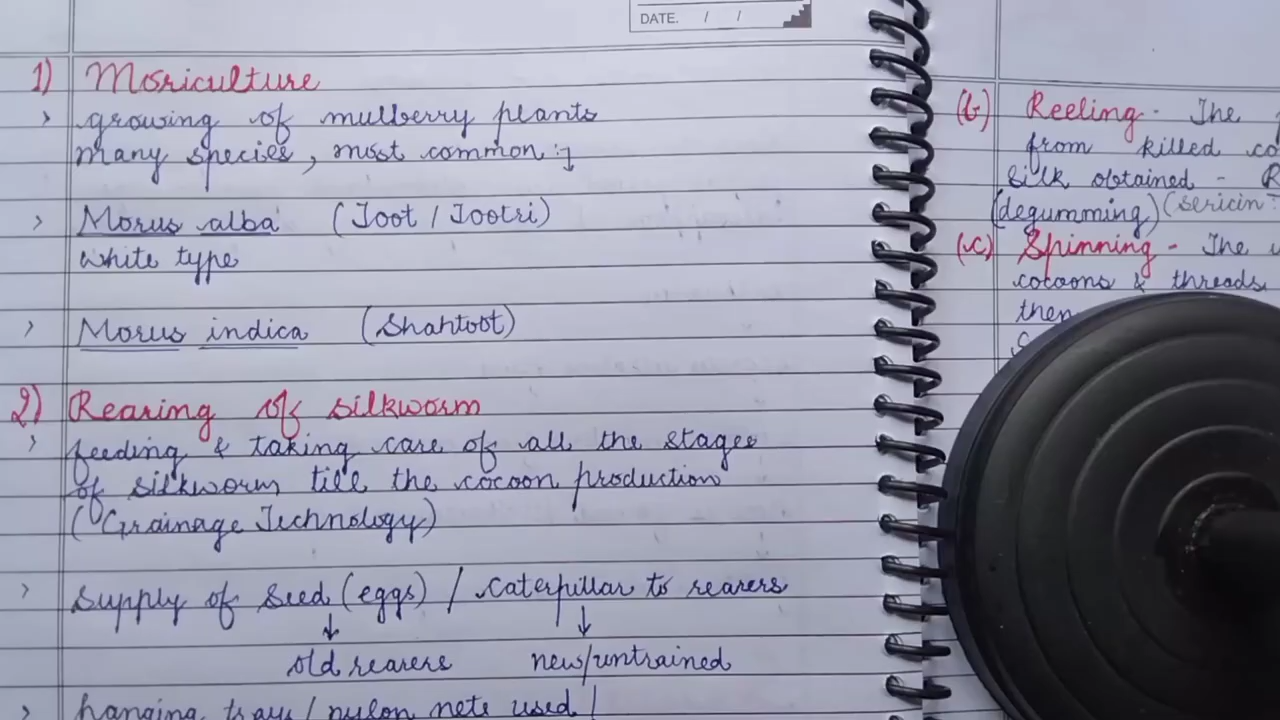 DATE. / /
1) Moriculture
› growing of mulberry plants
many species, most common :↴
› Morus alba (Toot / Tootri)
white type
› Morus indica (Shahtoot)
2) Rearing of silkworm
› feeding & taking care of all the stages
of silkworm till the cocoon production
(Grainage Technology)
› supply of seed (eggs) / caterpillar to rearers
↓ ↓
old rearers new/untrained
› hanging trays / nylon nets used /
(b) Reeling - The
from killed
silk obtained -
(degumming) (sericin
(c) Spinning - The
cocoons & threads
then